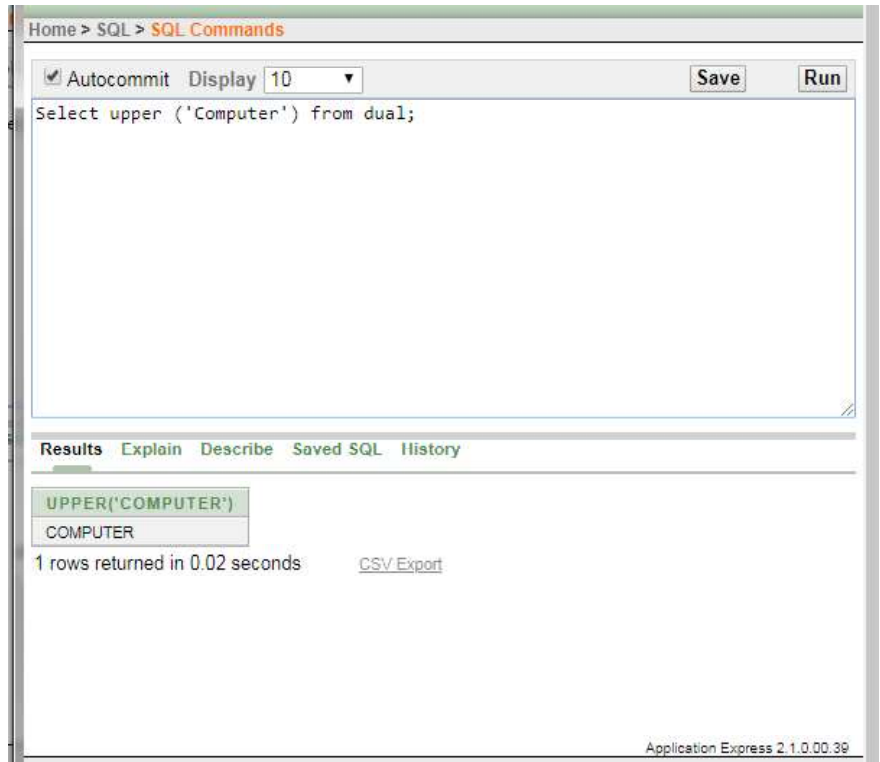 Home > SQL > SQL Commands
Autocommit Display 10 Save Run
Select upper ('Computer') from dual;
Results Explain Describe Saved SQL History
UPPER('COMPUTER')
COMPUTER
1 rows returned in 0.02 seconds CSV Export
Application Express 2.1.0.00.39